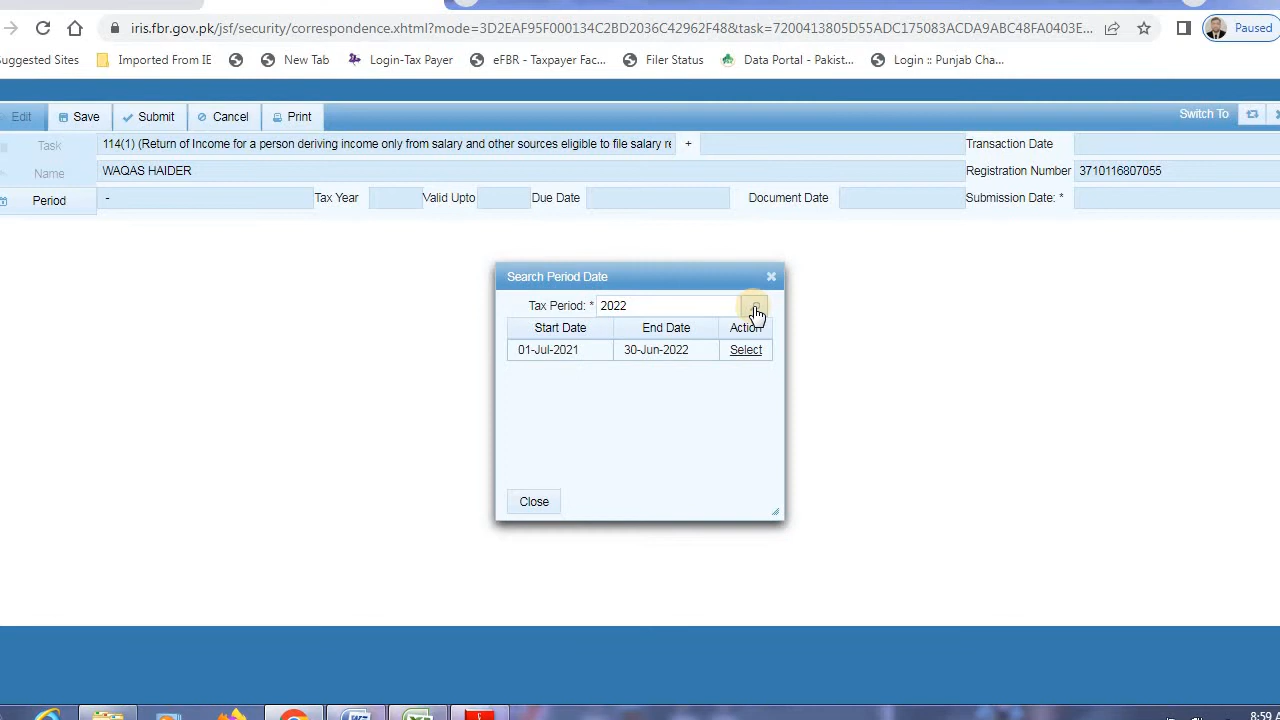 iris.fbr.gov.pk/jsf/security/correspondence.xhtml?mode=3D2EAF95F000134C2BD2036C42962F48&task=7200413805D55ADC175083ACDA9ABC48FA0403E... Paused
uggested Sites Imported From IE New Tab Login-Tax Payer eFBR - Taxpayer Fac... Filer Status Data Portal - Pakist... Login :: Punjab Cha...
Edit Save Submit Cancel Print Switch To
Task 114(1) (Return of Income for a person deriving income only from salary and other sources eligible to file salary re + Transaction Date
Name WAQAS HAIDER Registration Number 3710116807055
Period - Tax Year Valid Upto Due Date Document Date Submission Date: *
Search Period Date
Tax Period: * 2022
Start Date End Date Action
01-Jul-2021 30-Jun-2022 Select
Close
8:59